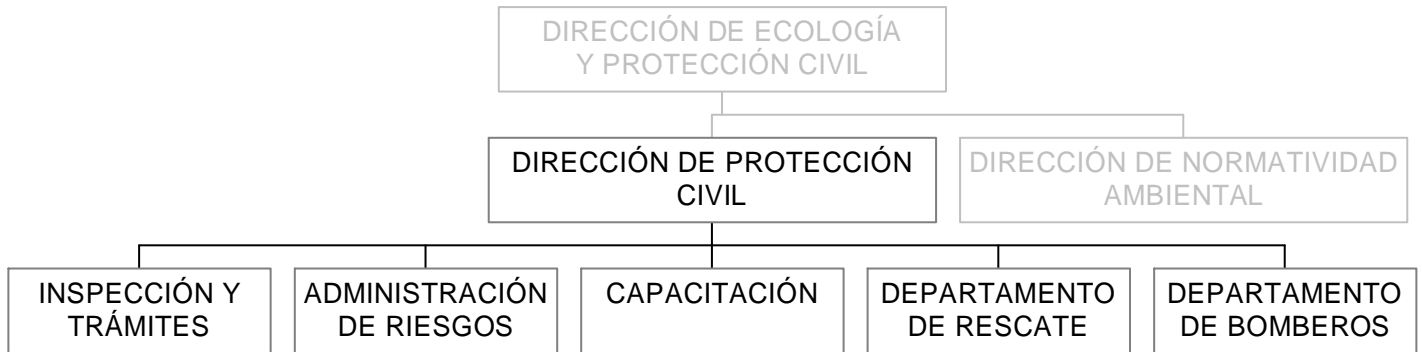 DIRECCIÓN DE ECOLOGÍA
Y PROTECCIÓN CIVIL
DIRECCIÓN DE PROTECCIÓN
CIVIL
DIRECCIÓN DE NORMATIVIDAD
AMBIENTAL
INSPECCIÓN Y
TRÁMITES
ADMINISTRACIÓN
DE RIESGOS
CAPACITACIÓN
DEPARTAMENTO
DE RESCATE
DEPARTAMENTO
DE BOMBEROS